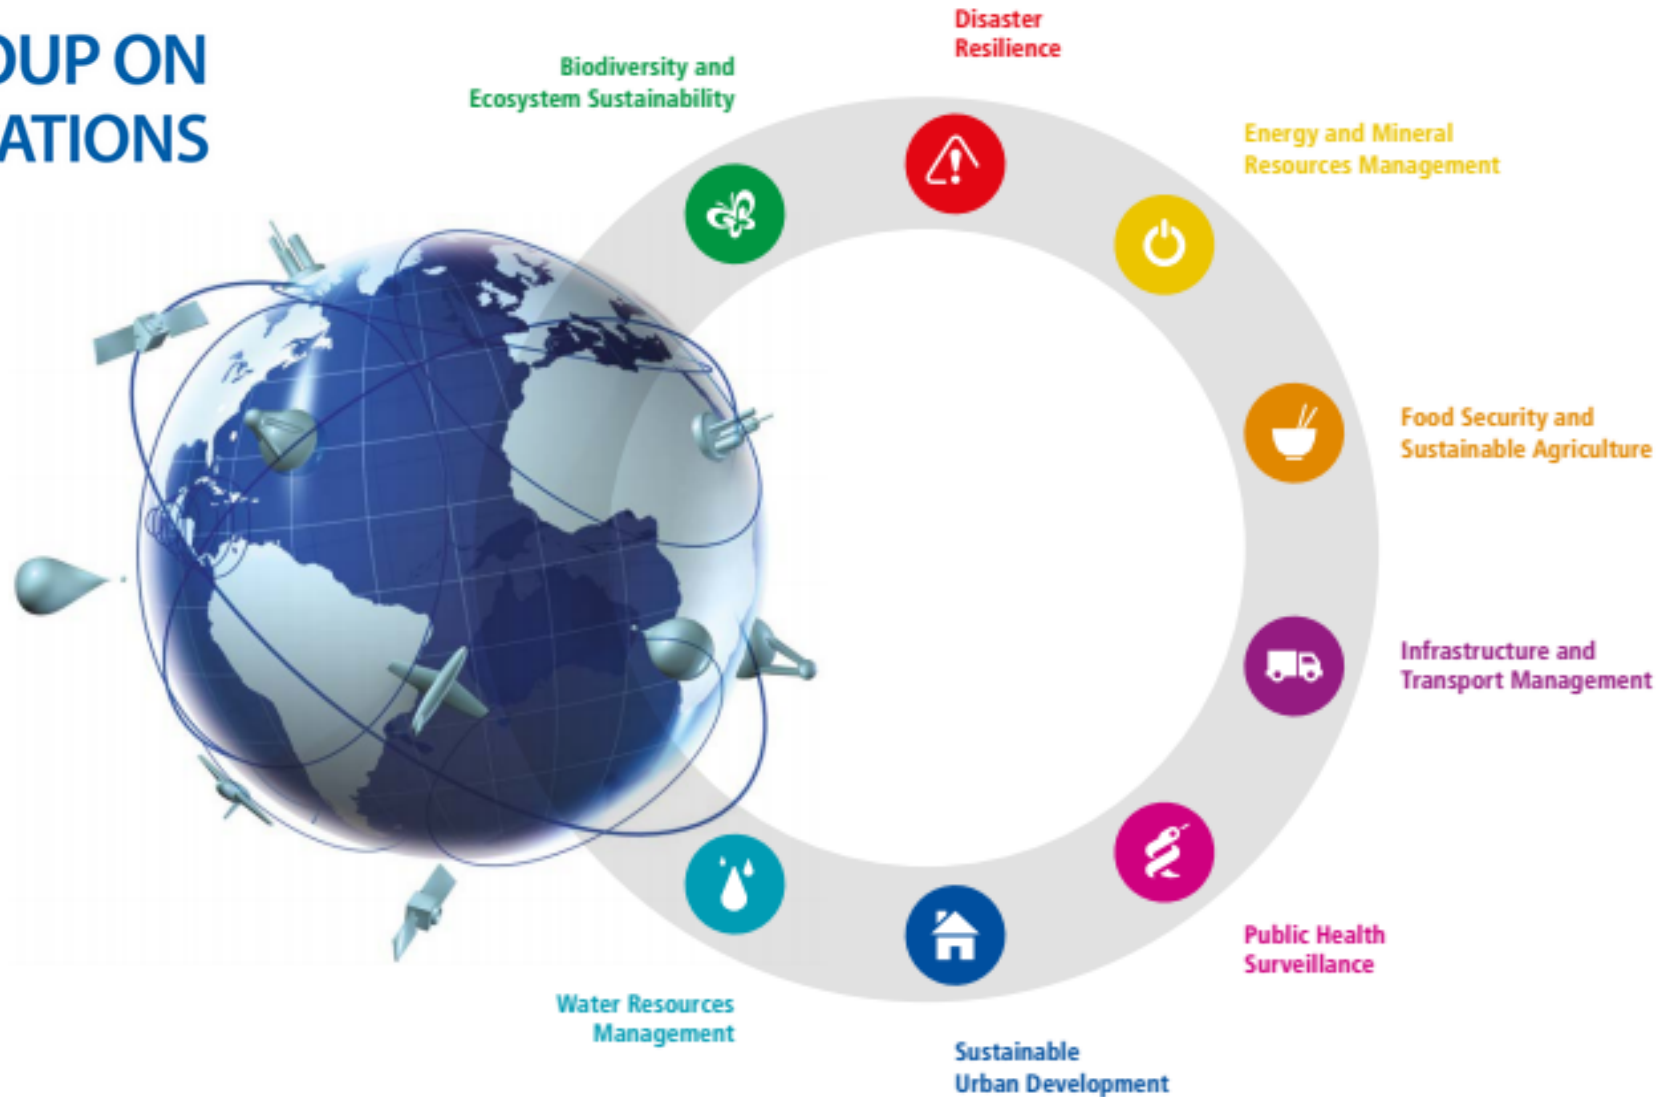 OUP ON
ATIONS
Disaster
Resilience
Biodiversity and
Ecosystem Sustainability
Energy and Mineral
Resources Management
Food Security and
Sustainable Agriculture
Infrastructure and
Transport Management
Public Health
Surveillance
Water Resources
Management
Sustainable
Urban Development